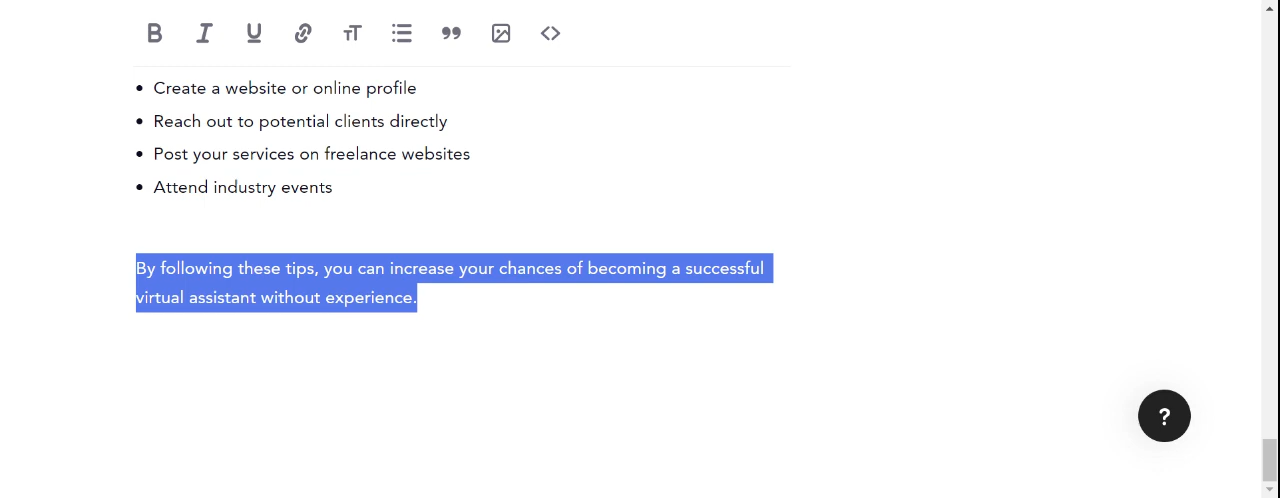 B I U T T ” <>
• Create a website or online profile
• Reach out to potential clients directly
• Post your services on freelance websites
• Attend industry events
By following these tips, you can increase your chances of becoming a successful
virtual assistant without experience.
?